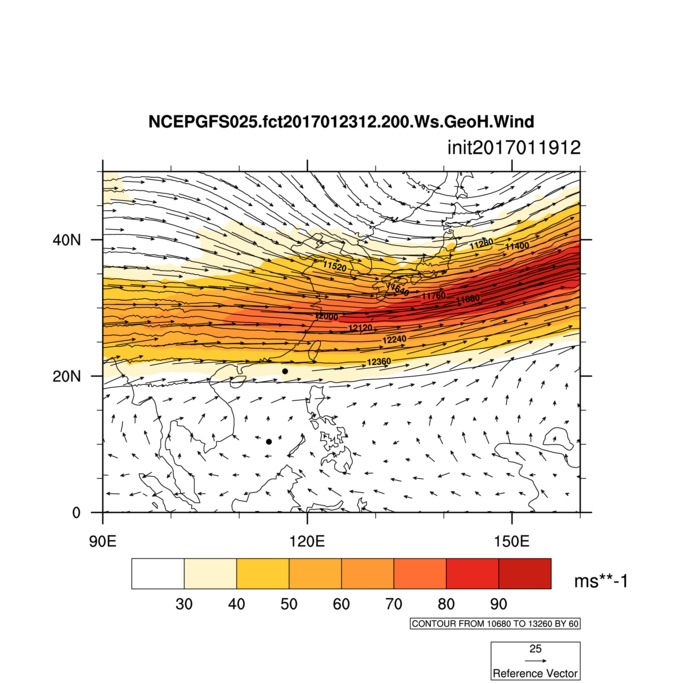 NCEPGFS025.fct2017012312.200.Ws.GeoH.Wind
init2017011912
40N
20N
0
11280
11400
11520
11640
11760
11880
12000
12120
12240
12360
90E 120E 150E
30 40 50 60 70 80 90
ms**-1
CONTOUR FROM 10680 TO 13260 BY 60
25
Reference Vector